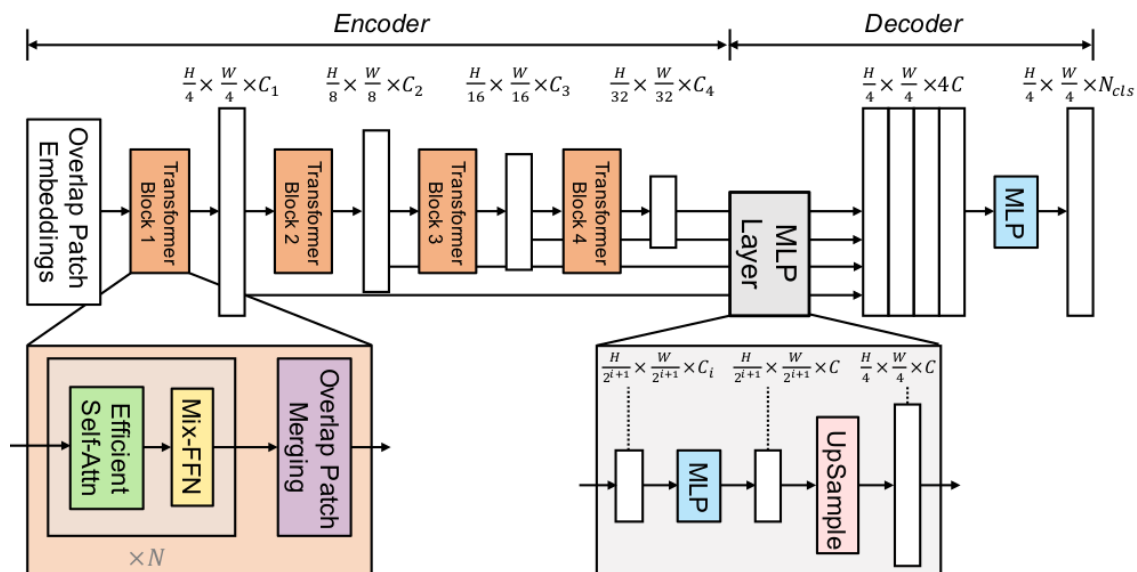 Encoder
Decoder
H/4 × W/4 × C₁
H/8 × W/8 × C₂
H/16 × W/16 × C₃
H/32 × W/32 × C₄
H/4 × W/4 × 4C
H/4 × W/4 × N_cls
Overlap Patch
Embeddings
Transformer
Block 1
Transformer
Block 2
Transformer
Block 3
Transformer
Block 4
MLP
Layer
MLP
Efficient
Self-Attn
Mix-FFN
×N
Overlap Patch
Merging
H/2^{i+1} × W/2^{i+1} × C_i
H/2^{i+1} × W/2^{i+1} × C
H/4 × W/4 × C
MLP
UpSample